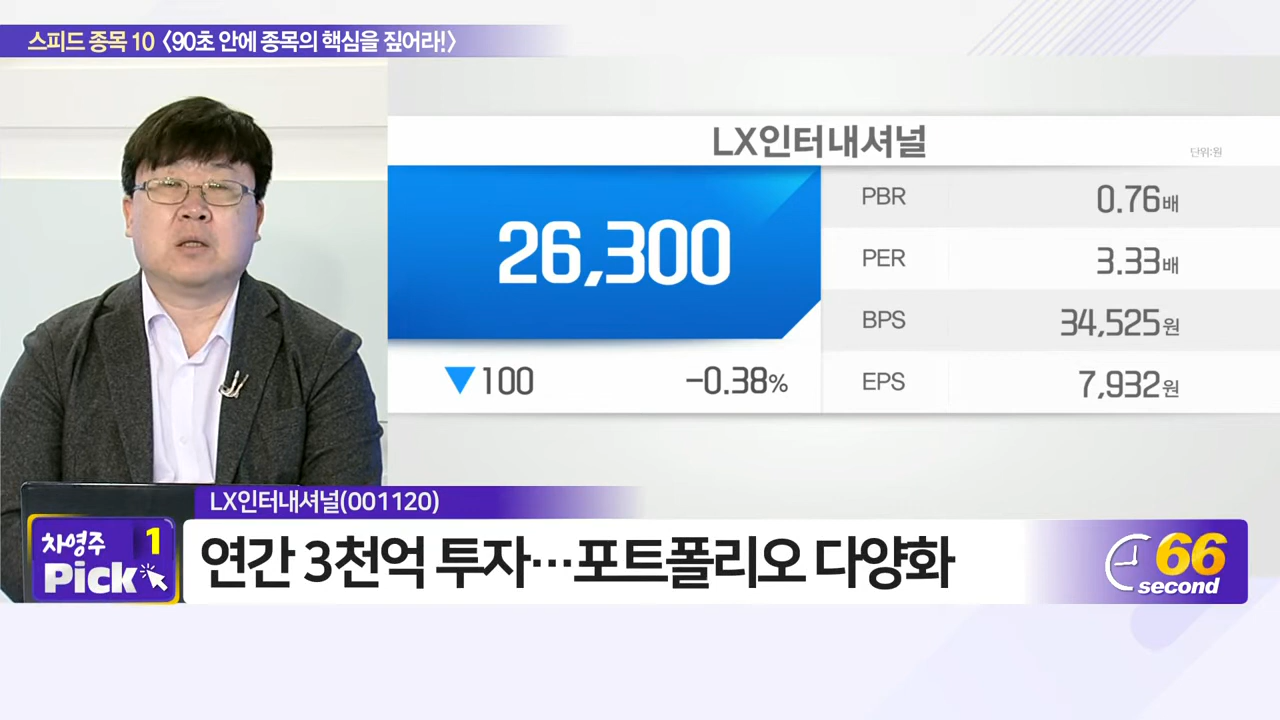 스피드 종목 10 〈90초 안에 종목의 핵심을 짚어라!〉
LX인터내셔널
단위:원
26,300
▼100 -0.38%
PBR 0.76배
PER 3.33배
BPS 34,525원
EPS 7,932원
LX인터내셔널(001120)
차영주 1
Pick
연간 3천억 투자…포트폴리오 다양화
66
second